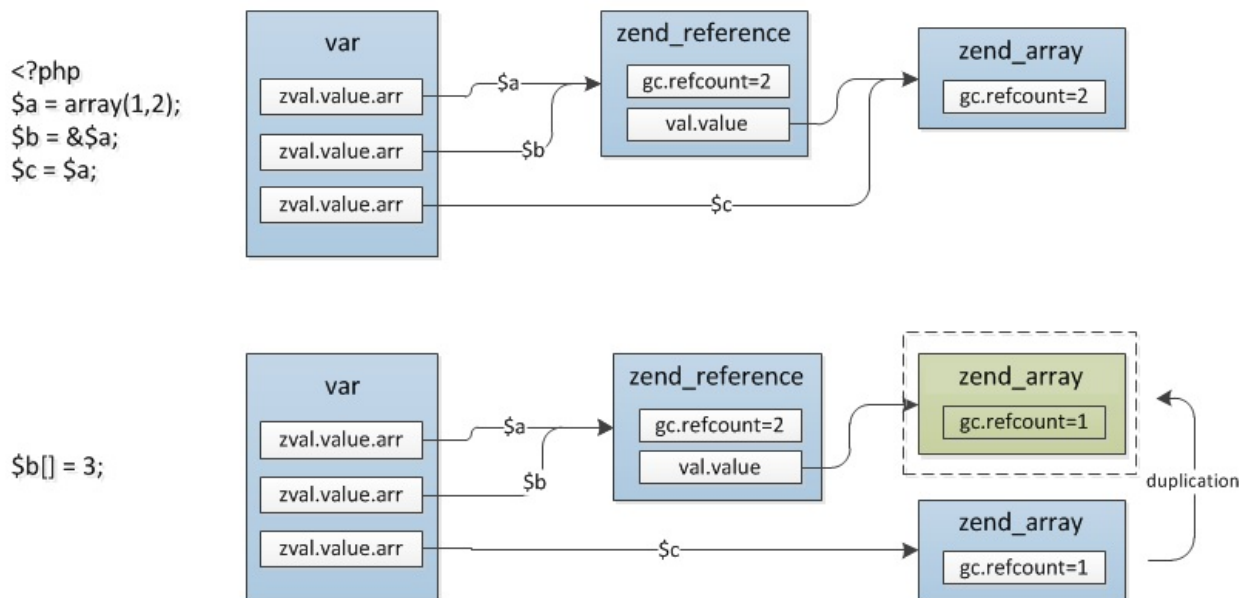 <?php
$a = array(1,2);
$b = &$a;
$c = $a;
var
zval.value.arr
zval.value.arr
zval.value.arr
$a
$b
$c
zend_reference
gc.refcount=2
val.value
zend_array
gc.refcount=2
$b[] = 3;
var
zval.value.arr
zval.value.arr
zval.value.arr
$a
$b
$c
zend_reference
gc.refcount=2
val.value
zend_array
gc.refcount=1
duplication
zend_array
gc.refcount=1